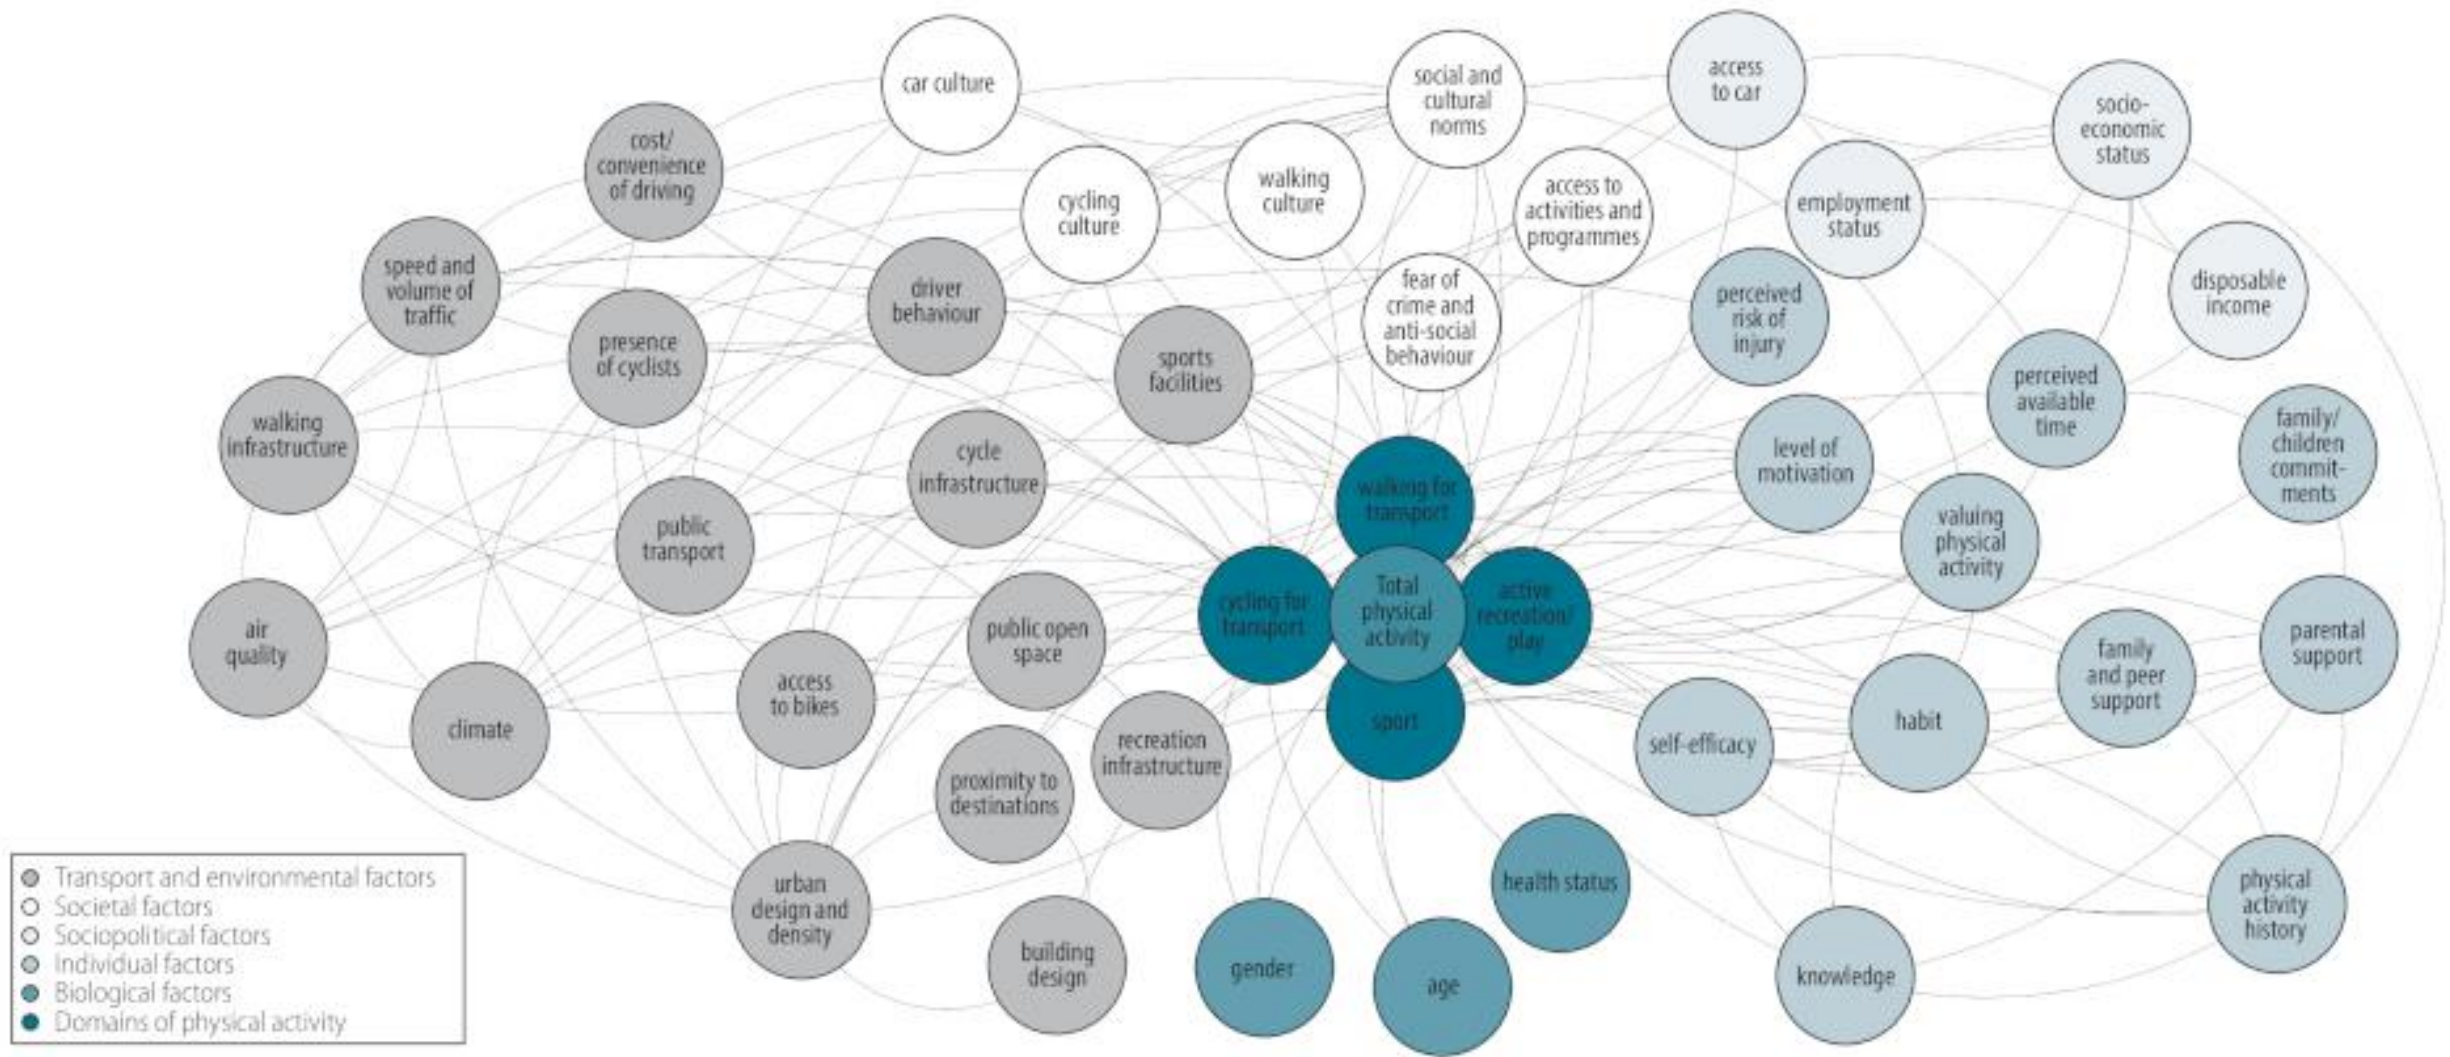 car culture
social and
cultural
norms
access
to car
socio-
economic
status
cost/
convenience
of driving
cycling
culture
walking
culture
access to
activities and
programmes
employment
status
speed and
volume of
traffic
presence
of cyclists
driver
behaviour
sports
facilities
fear of
crime and
anti-social
behaviour
perceived
risk of
injury
disposable
income
walking
infrastructure
cycle
infrastructure
level of
motivation
perceived
available
time
family/
children
commit-
ments
public
transport
walking for
transport
valuing
physical
activity
air
quality
climate
access
to bikes
public open
space
cycling for
transport
Total
physical
activity
active
recreation/
play
sport
self-efficacy
habit
family
and peer
support
parental
support
proximity to
destinations
recreation
infrastructure
urban
design and
density
building
design
gender
age
health status
knowledge
physical
activity
history
Transport and environmental factors
Societal factors
Sociopolitical factors
Individual factors
Biological factors
Domains of physical activity